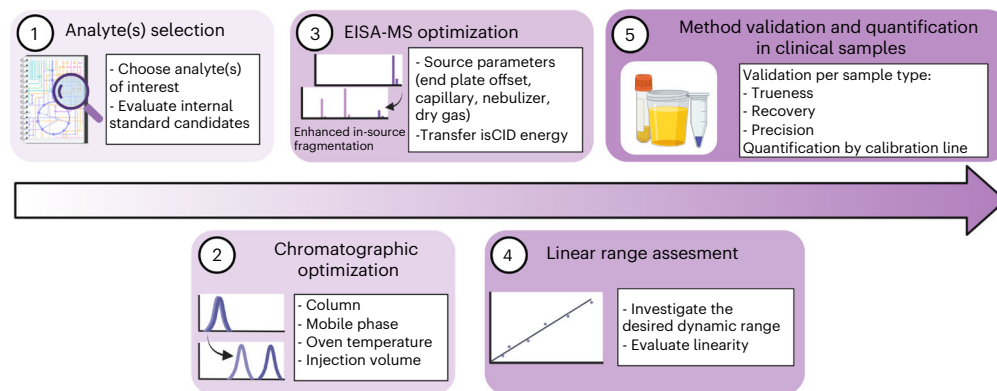 1
Analyte(s) selection
- Choose analyte(s)
of interest
- Evaluate internal
standard candidates
2
Chromatographic
optimization
- Column
- Mobile phase
- Oven temperature
- Injection volume
3
EISA-MS optimization
Enhanced in-source
fragmentation
- Source parameters
(end plate offset,
capillary, nebulizer,
dry gas)
-Transfer isCID energy
4
Linear range assesment
- Investigate the
desired dynamic range
- Evaluate linearity
5
Method validation and quantification
in clinical samples
Validation per sample type:
- Trueness
- Recovery
- Precision
Quantification by calibration line